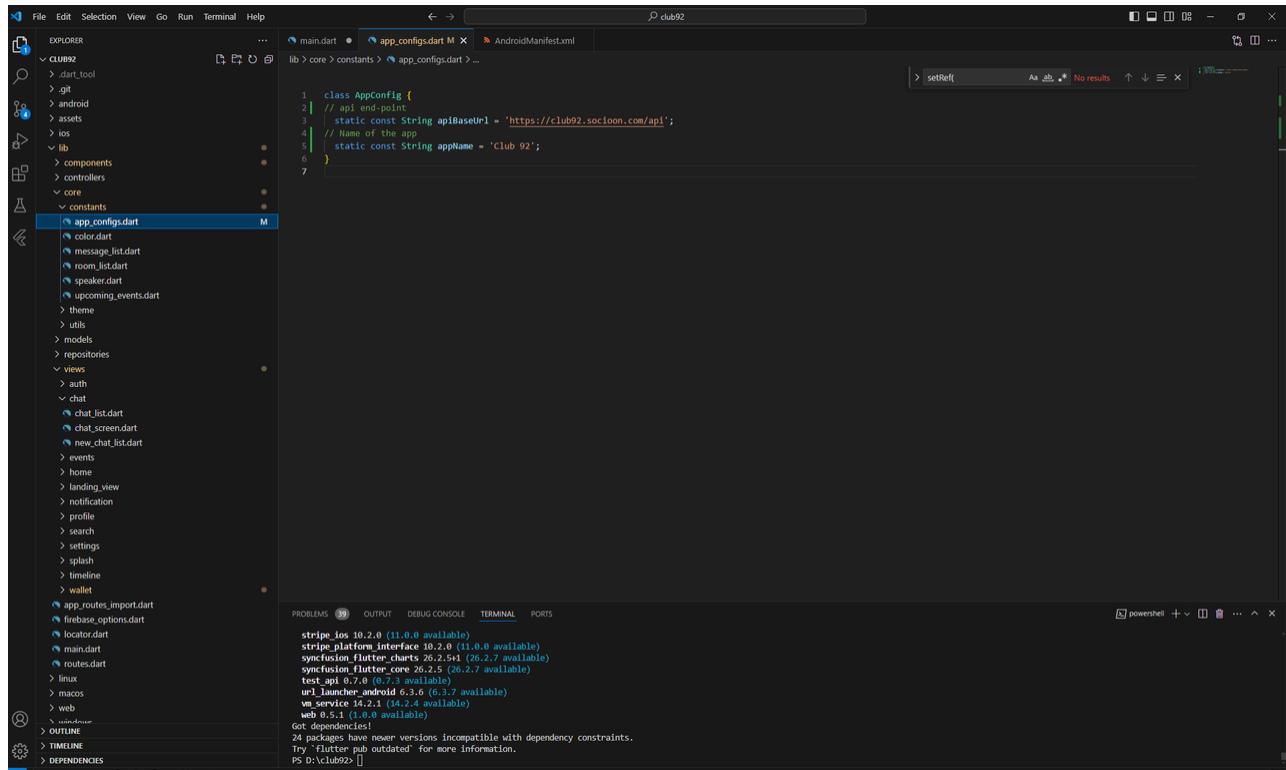 File Edit Selection View Go Run Terminal Help
club92
EXPLORER
CLUB92
.dart_tool
.git
android
assets
ios
lib
components
controllers
core
constants
app_configs.dart M
color.dart
message_list.dart
room_list.dart
speaker.dart
upcoming_events.dart
theme
utils
models
repositories
views
auth
chat
chat_list.dart
chat_screen.dart
new_chat_list.dart
events
home
landing_view
notification
profile
search
settings
splash
timeline
wallet
app_routes_import.dart
firebase_options.dart
locator.dart
main.dart
routes.dart
linux
macos
web
windows
OUTLINE
TIMELINE
DEPENDENCIES
1
4
main.dart app_configs.dart M AndroidManifest.xml
lib > core > constants > app_configs.dart > ...
setRef( Aa ab .* No results
1 class AppConfig {
2 // api end-point
3 static const String apiBaseUrl = 'https://club92.socioon.com/api';
4 // Name of the app
5 static const String appName = 'Club 92';
6 }
7
PROBLEMS 39 OUTPUT DEBUG CONSOLE TERMINAL PORTS
powershell
stripe_ios 10.2.0 (11.0.0 available)
stripe_platform_interface 10.2.0 (11.0.0 available)
syncfusion_flutter_charts 26.2.5+1 (26.2.7 available)
syncfusion_flutter_core 26.2.5 (26.2.7 available)
test_api 0.7.0 (0.7.3 available)
url_launcher_android 6.3.6 (6.3.7 available)
vm_service 14.2.1 (14.2.4 available)
web 0.5.1 (1.0.0 available)
Got dependencies!
24 packages have newer versions incompatible with dependency constraints.
Try `flutter pub outdated` for more information.
PS D:\club92>